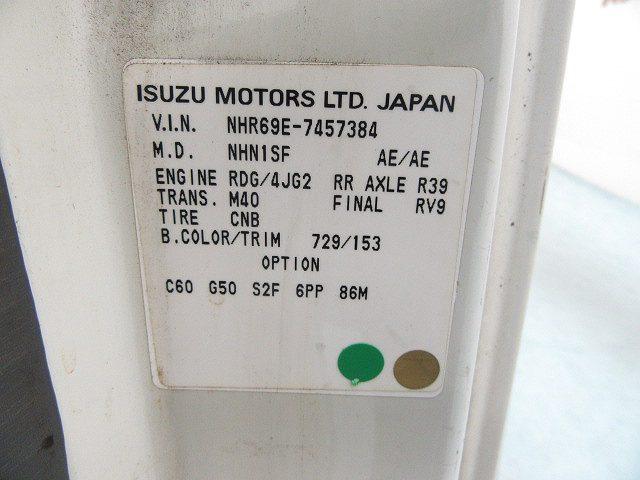 ISUZU MOTORS LTD. JAPAN
V.I.N. NHR69E-7457384
M.D. NHN1SF AE/AE
ENGINE RDG/4JG2 RR AXLE R39
TRANS. M40 FINAL RV9
TIRE CNB
B.COLOR/TRIM 729/153
OPTION
C60 G50 S2F 6PP 86M